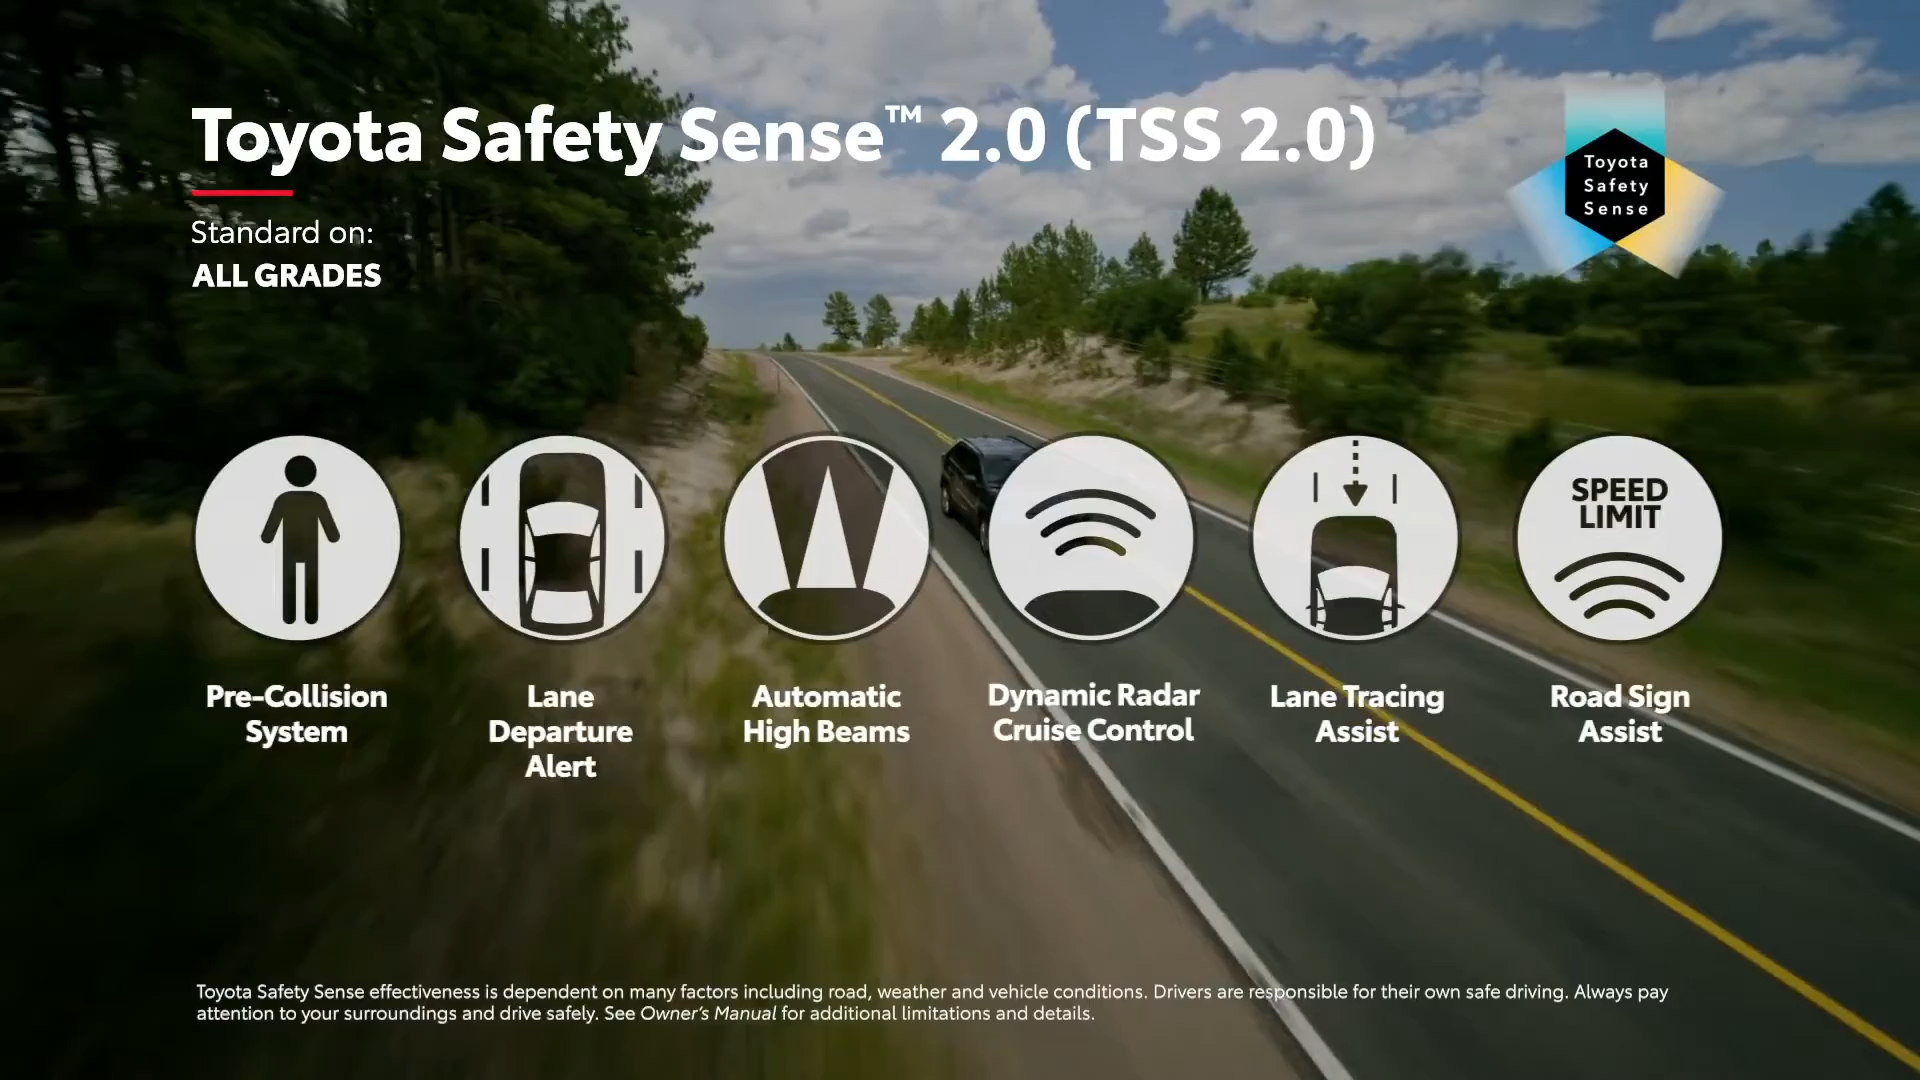 Toyota Safety Sense™ 2.0 (TSS 2.0)
Toyota
Safety
Sense
Standard on:
ALL GRADES
SPEED
LIMIT
Pre-Collision
System
Lane
Departure
Alert
Automatic
High Beams
Dynamic Radar
Cruise Control
Lane Tracing
Assist
Road Sign
Assist
Toyota Safety Sense effectiveness is dependent on many factors including road, weather and vehicle conditions. Drivers are responsible for their own safe driving. Always pay
attention to your surroundings and drive safely. See Owner's Manual for additional limitations and details.